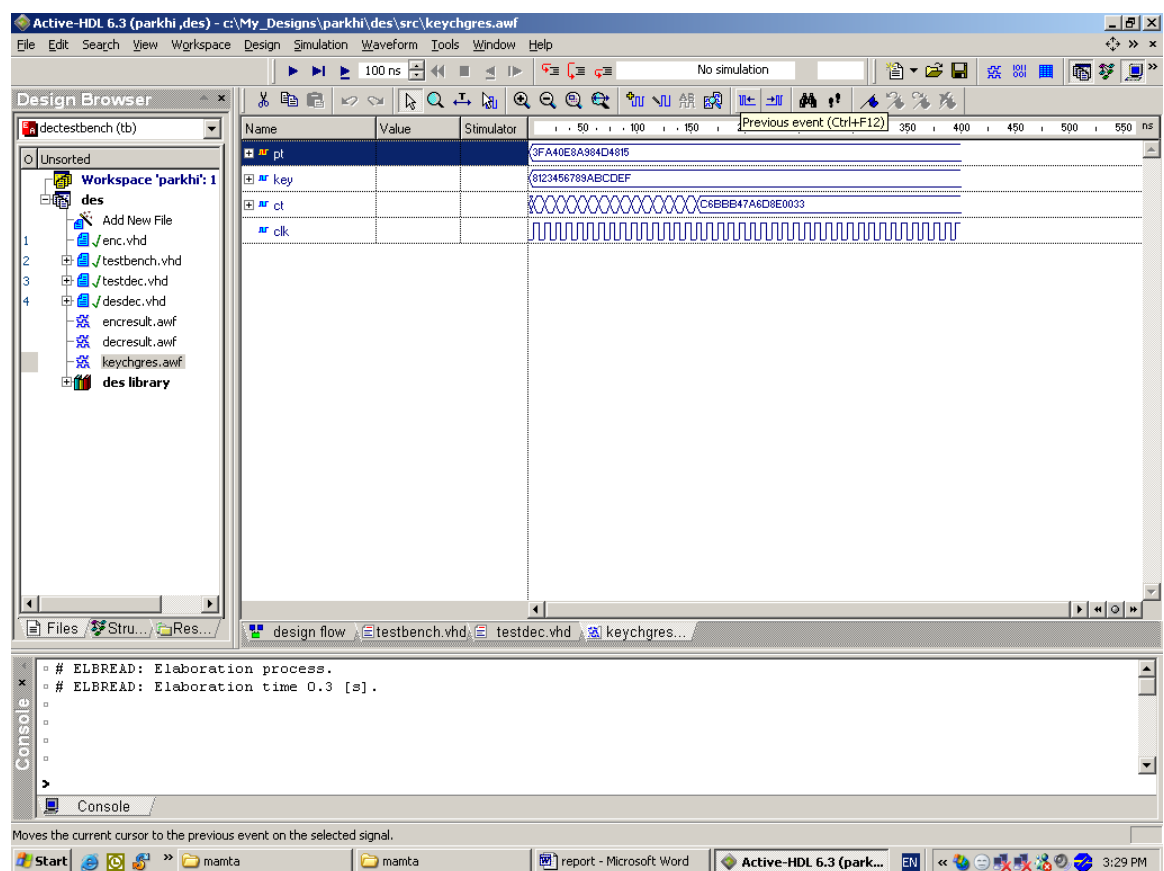 Active-HDL 6.3 (parkhi ,des) - c:\My_Designs\parkhi\des\src\keychgres.awf
File Edit Search View Workspace Design Simulation Waveform Tools Window Help
100 ns No simulation
Design Browser
dectestbench (tb)
Name Value Stimulator 50 100 150 350 400 450 500 550 ns
Previous event (Ctrl+F12)
O Unsorted
Workspace 'parkhi': 1
des
Add New File
1 enc.vhd
2 testbench.vhd
3 testdec.vhd
4 desdec.vhd
encresult.awf
decresult.awf
keychgres.awf
des library
pt 3FA40E8A984D4815
key 8123456789ABCDEF
ct C6BBB47A6D8E0033
clk
Files Stru... Res...
design flow testbench.vhd testdec.vhd keychgres...
# ELBREAD: Elaboration process.
# ELBREAD: Elaboration time 0.3 [s].
>
Console
Console
Moves the current cursor to the previous event on the selected signal.
Start mamta mamta report - Microsoft Word Active-HDL 6.3 (park... EN 3:29 PM